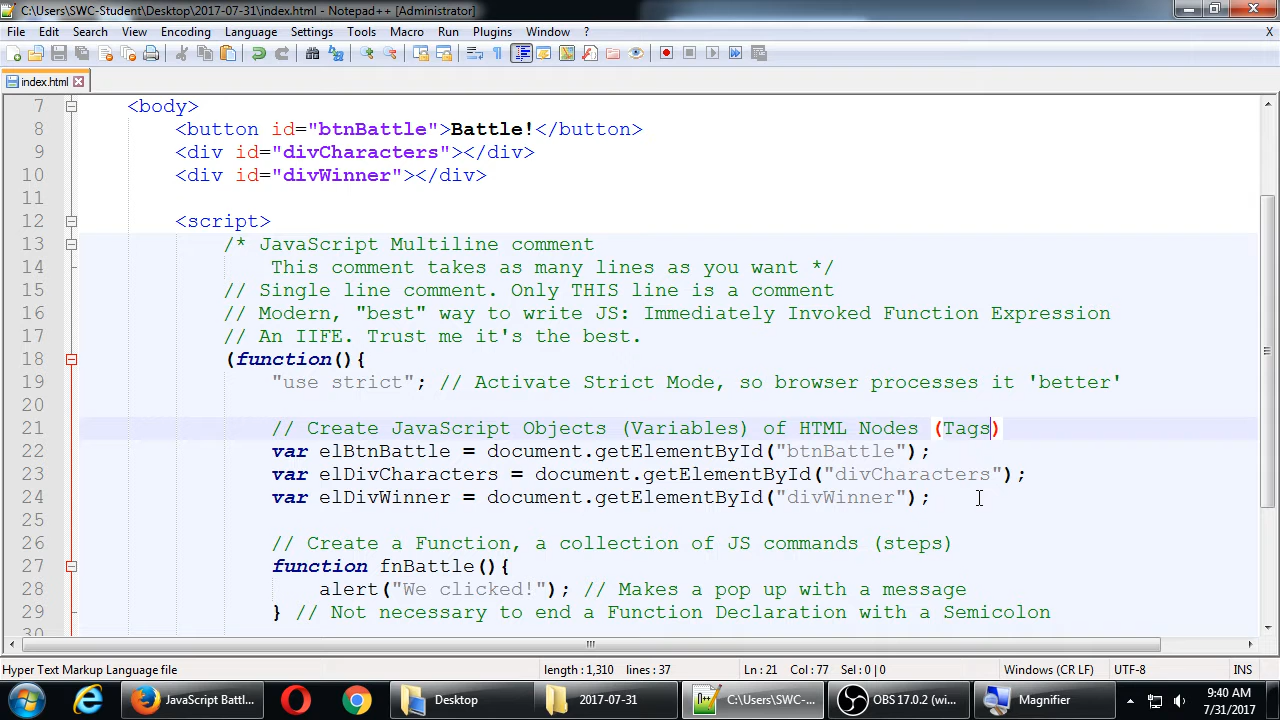 C:\Users\SWC-Student\Desktop\2017-07-31\index.html - Notepad++ [Administrator]
File Edit Search View Encoding Language Settings Tools Macro Run Plugins Window ? X
index.html
7 <body>
8 <button id="btnBattle">Battle!</button>
9 <div id="divCharacters"></div>
10 <div id="divWinner"></div>
11
12 <script>
13 /* JavaScript Multiline comment
14 This comment takes as many lines as you want */
15 // Single line comment. Only THIS line is a comment
16 // Modern, "best" way to write JS: Immediately Invoked Function Expression
17 // An IIFE. Trust me it's the best.
18 (function(){
19 "use strict"; // Activate Strict Mode, so browser processes it 'better'
20
21 // Create JavaScript Objects (Variables) of HTML Nodes (Tags)
22 var elBtnBattle = document.getElementById("btnBattle");
23 var elDivCharacters = document.getElementById("divCharacters");
24 var elDivWinner = document.getElementById("divWinner");
25
26 // Create a Function, a collection of JS commands (steps)
27 function fnBattle(){
28 alert("We clicked!"); // Makes a pop up with a message
29 } // Not necessary to end a Function Declaration with a Semicolon
30
Hyper Text Markup Language file length : 1,310 lines : 37 Ln : 21 Col : 77 Sel : 0 | 0 Windows (CR LF) UTF-8 INS
JavaScript Battl... Desktop 2017-07-31 C:\Users\SWC-Stud... OBS 17.0.2 (wi... Magnifier 9:40 AM
7/31/2017